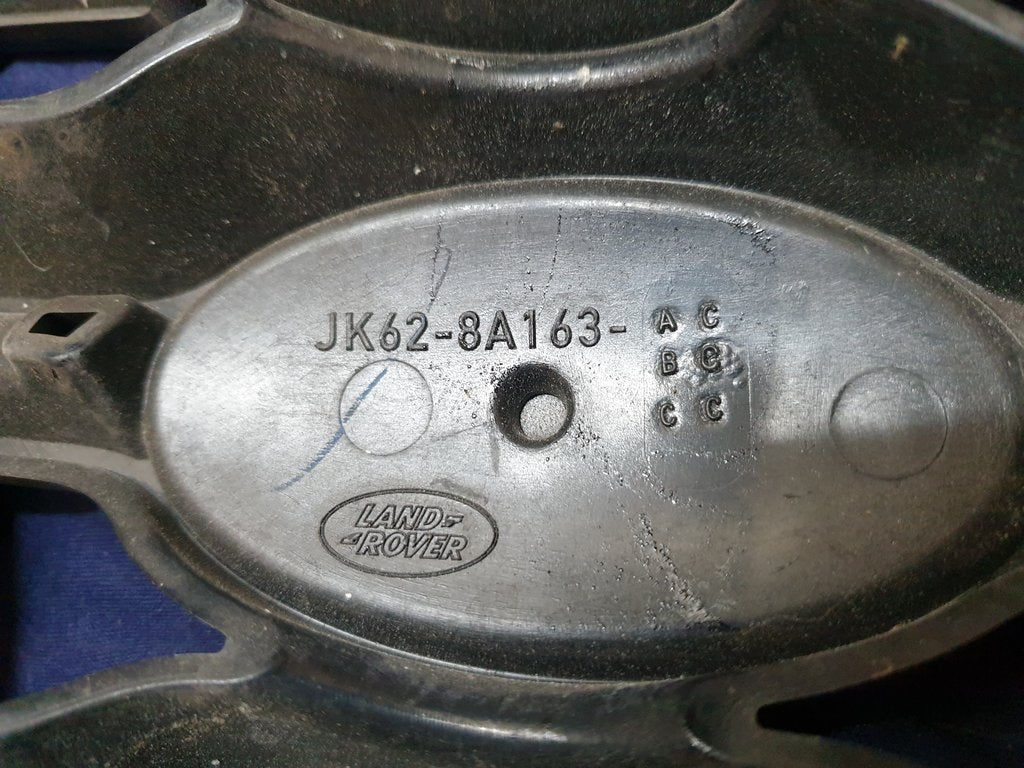 JK62-8A163-
A C
B C
C C
LAND-
ROVER